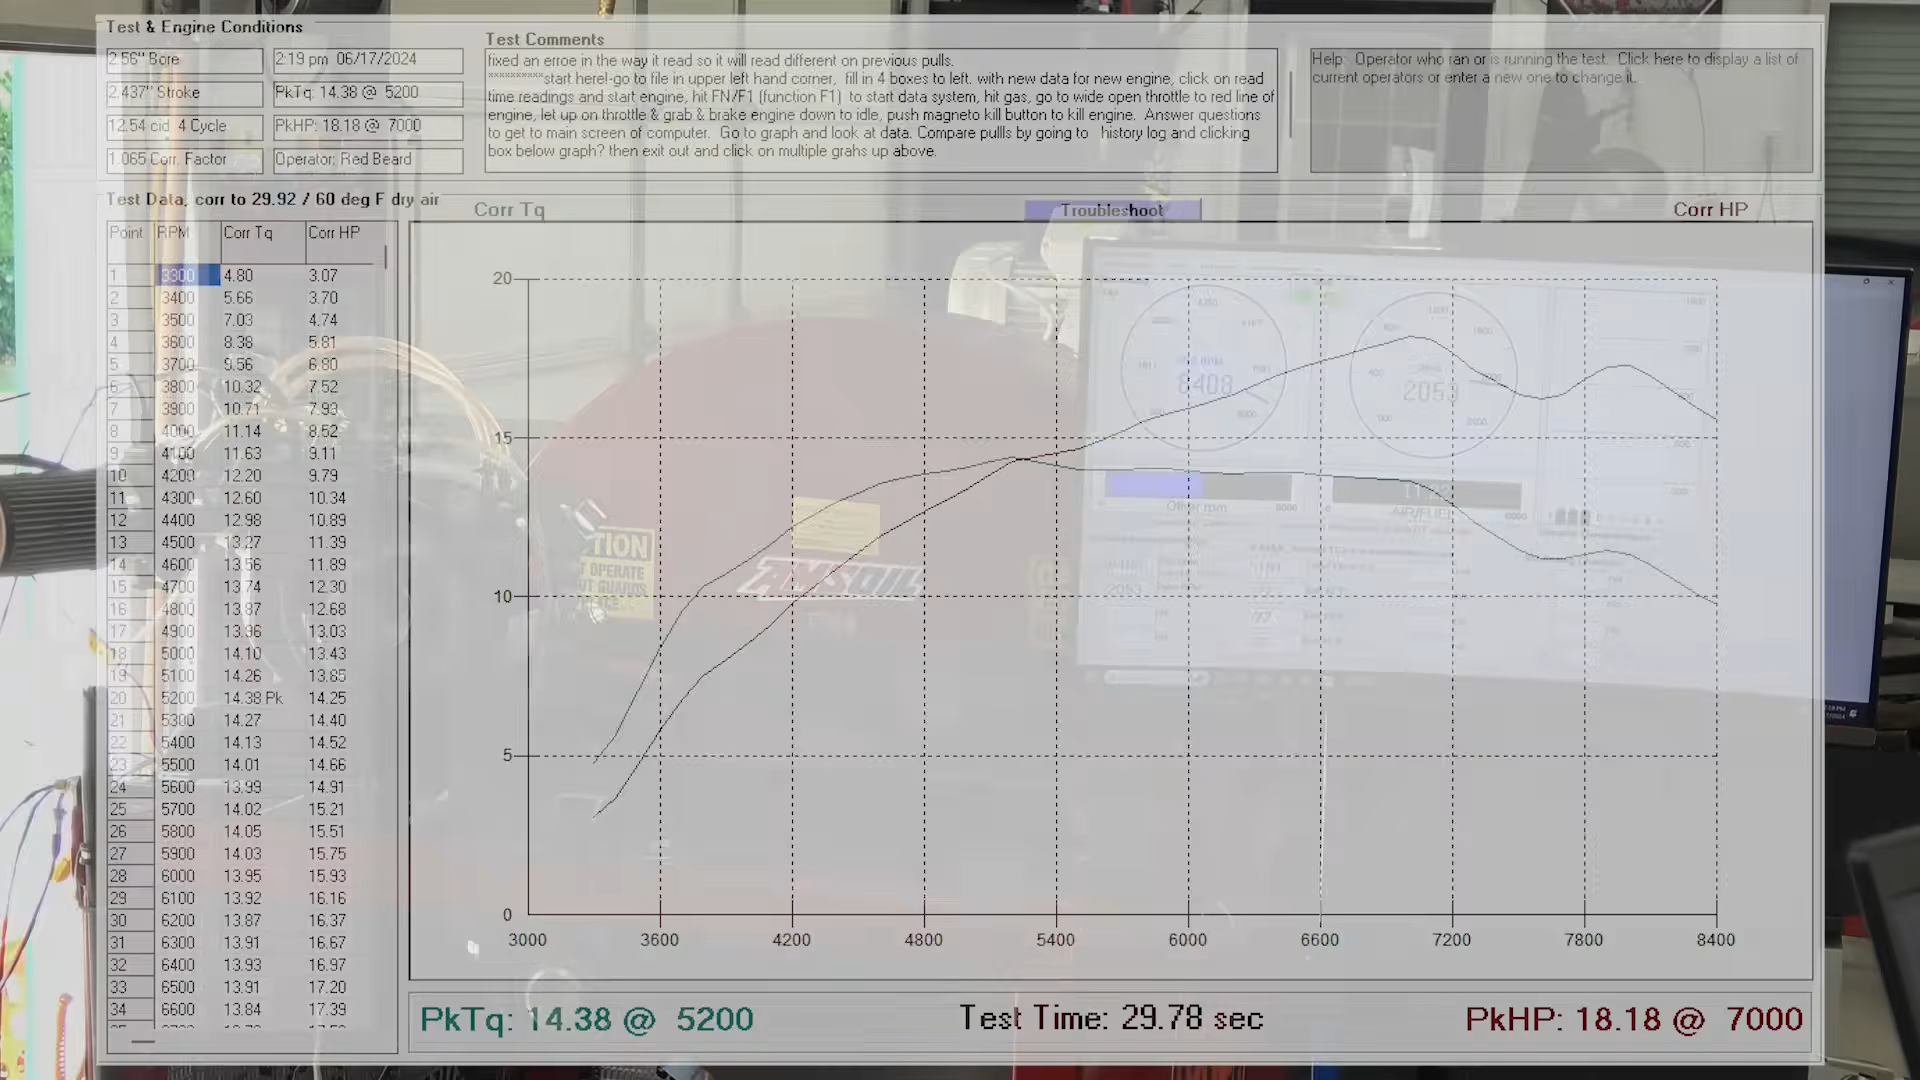 Test & Engine Conditions
2.56" Bore
2:19 pm 06/17/2024
2.437" Stroke
PkTq: 14.38 @ 5200
12.54 cid 4 Cycle
PkHP: 18.18 @ 7000
1.065 Corr. Factor
Operator: Red Beard
Test Comments
fixed an erroe in the way it read so it will read different on previous pulls.
**********start herel-go to file in upper left hand corner, fill in 4 boxes to left. with new data for new engine, click on read
time readings and start engine, hit FN/F1 (function F1) to start data system, hit gas, go to wide open throttle to red line of
engine, let up on throttle & grab & brake engine down to idle, push magneto kill button to kill engine. Answer questions
to get to main screen of computer. Go to graph and look at data. Compare pullls by going to history log and clicking
box below graph? then exit out and click on multiple grahs up above.
Help: Operator who ran or is running the test. Click here to display a list of
current operators or enter a new one to change it.
Test Data, corr to 29.92 / 60 deg F dry air
Point RPM Corr Tq Corr HP
1 3300 4.80 3.07
2 3400 5.66 3.70
3 3500 7.03 4.74
4 3600 8.38 5.81
5 3700 9.56 6.80
6 3800 10.32 7.52
7 3900 10.71 7.93
8 4000 11.14 8.52
9 4100 11.63 9.11
10 4200 12.20 9.79
11 4300 12.60 10.34
12 4400 12.98 10.89
13 4500 13.27 11.39
14 4600 13.56 11.89
15 4700 13.74 12.30
16 4800 13.87 12.68
17 4900 13.96 13.03
18 5000 14.10 13.43
19 5100 14.26 13.85
20 5200 14.38 Pk 14.25
21 5300 14.27 14.40
22 5400 14.13 14.52
23 5500 14.01 14.66
24 5600 13.99 14.91
25 5700 14.02 15.21
26 5800 14.05 15.51
27 5900 14.03 15.75
28 6000 13.95 15.93
29 6100 13.92 16.16
30 6200 13.87 16.37
31 6300 13.91 16.67
32 6400 13.93 16.97
33 6500 13.91 17.20
34 6600 13.84 17.39
Corr Tq
Troubleshoot
Corr HP
20
15
10
5
0
3000 3600 4200 4800 5400 6000 6600 7200 7800 8400
8408
2053
Other rpm
AIR/FUEL
AMSOIL
PkTq: 14.38 @ 5200
Test Time: 29.78 sec
PkHP: 18.18 @ 7000